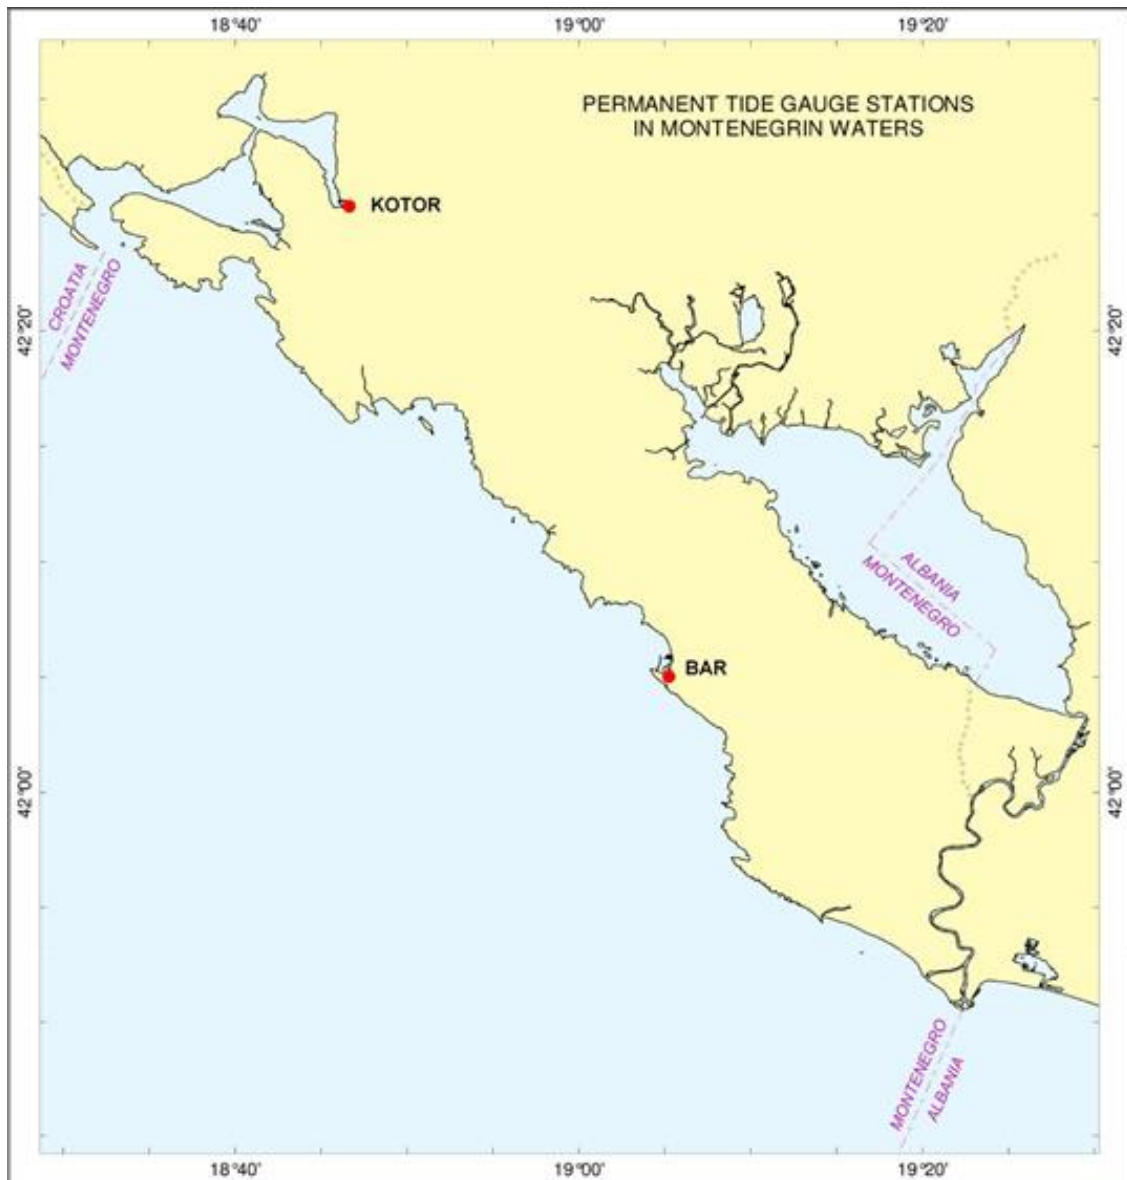 18°40'
19°00'
19°20'
PERMANENT TIDE GAUGE STATIONS
IN MONTENEGRIN WATERS
KOTOR
CROATIA
MONTENEGRO
42°20'
42°20'
ALBANIA
MONTENEGRO
BAR
42°00'
42°00'
MONTENEGRO
ALBANIA
18°40'
19°00'
19°20'